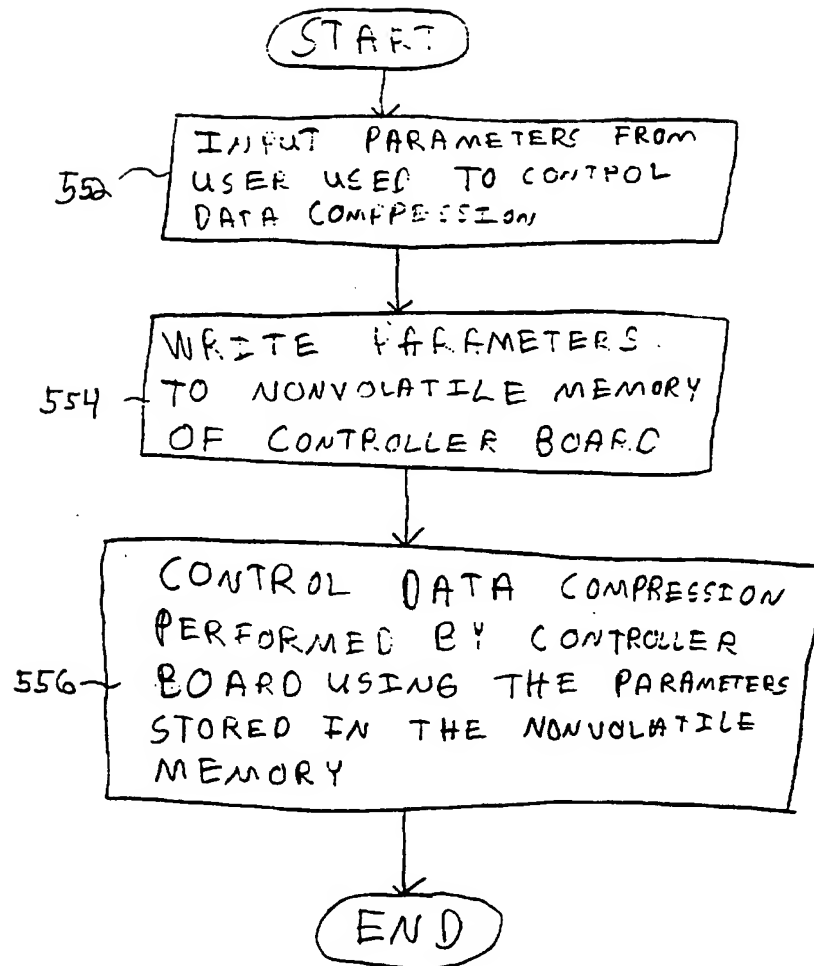 START
552
INPUT PARAMETERS FROM
USER USED TO CONTROL
DATA COMPRESSION
554
WRITE PARAMETERS
TO NONVOLATILE MEMORY
OF CONTROLLER BOARD
556
CONTROL DATA COMPRESSION
PERFORMED BY CONTROLLER
BOARD USING THE PARAMETERS
STORED IN THE NONVOLATILE
MEMORY
END